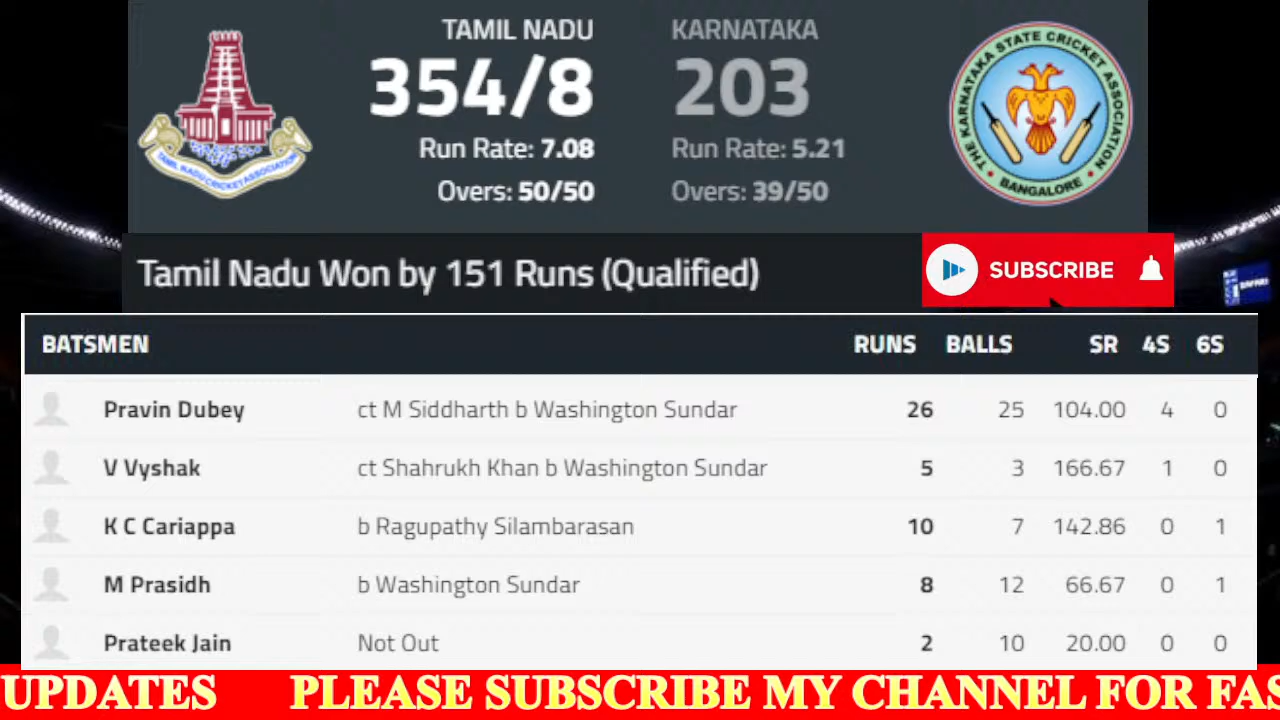 TAMIL NADU
354/8
Run Rate: 7.08
Overs: 50/50
KARNATAKA
203
Run Rate: 5.21
Overs: 39/50
TAMIL NADU CRICKET ASSOCIATION
THE KARNATAKA STATE CRICKET ASSOCIATION
BANGALORE
Tamil Nadu Won by 151 Runs (Qualified)
SUBSCRIBE
BATSMEN RUNS BALLS SR 4S 6S
Pravin Dubey ct M Siddharth b Washington Sundar 26 25 104.00 4 0
V Vyshak ct Shahrukh Khan b Washington Sundar 5 3 166.67 1 0
K C Cariappa b Ragupathy Silambarasan 10 7 142.86 0 1
M Prasidh b Washington Sundar 8 12 66.67 0 1
Prateek Jain Not Out 2 10 20.00 0 0
UPDATES PLEASE SUBSCRIBE MY CHANNEL FOR FAS